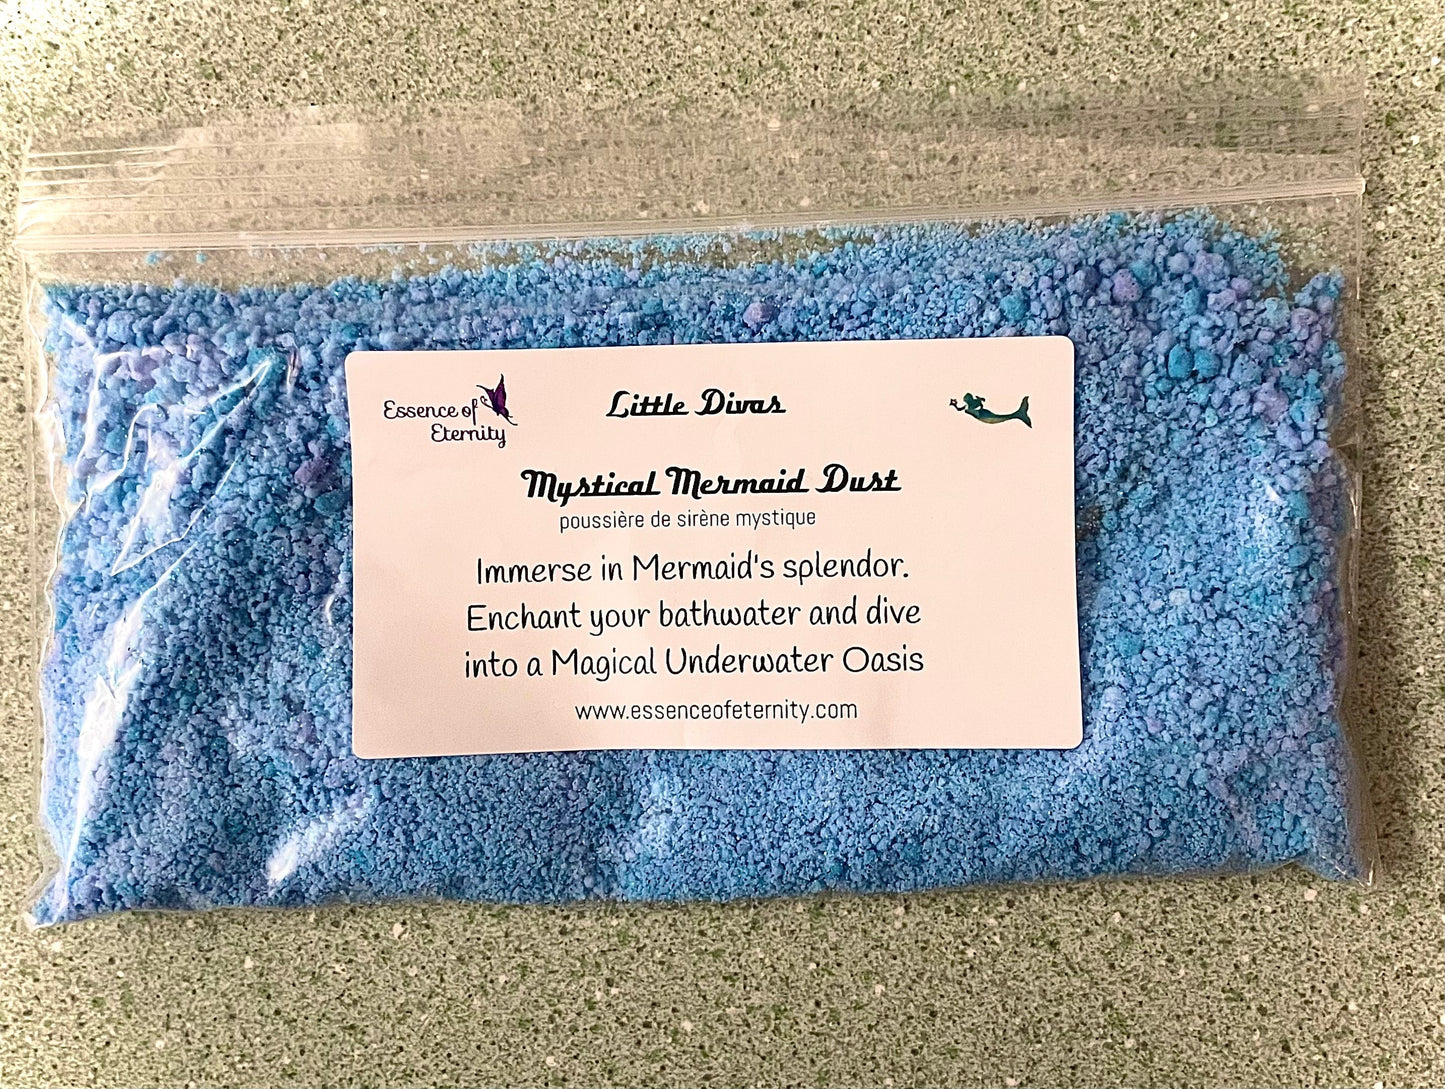 Essence of
Eternity
Little Divas
Mystical Mermaid Dust
poussière de sirène mystique
Immerse in Mermaid's splendor.
Enchant your bathwater and dive
into a Magical Underwater Oasis
www.essenceofeternity.com